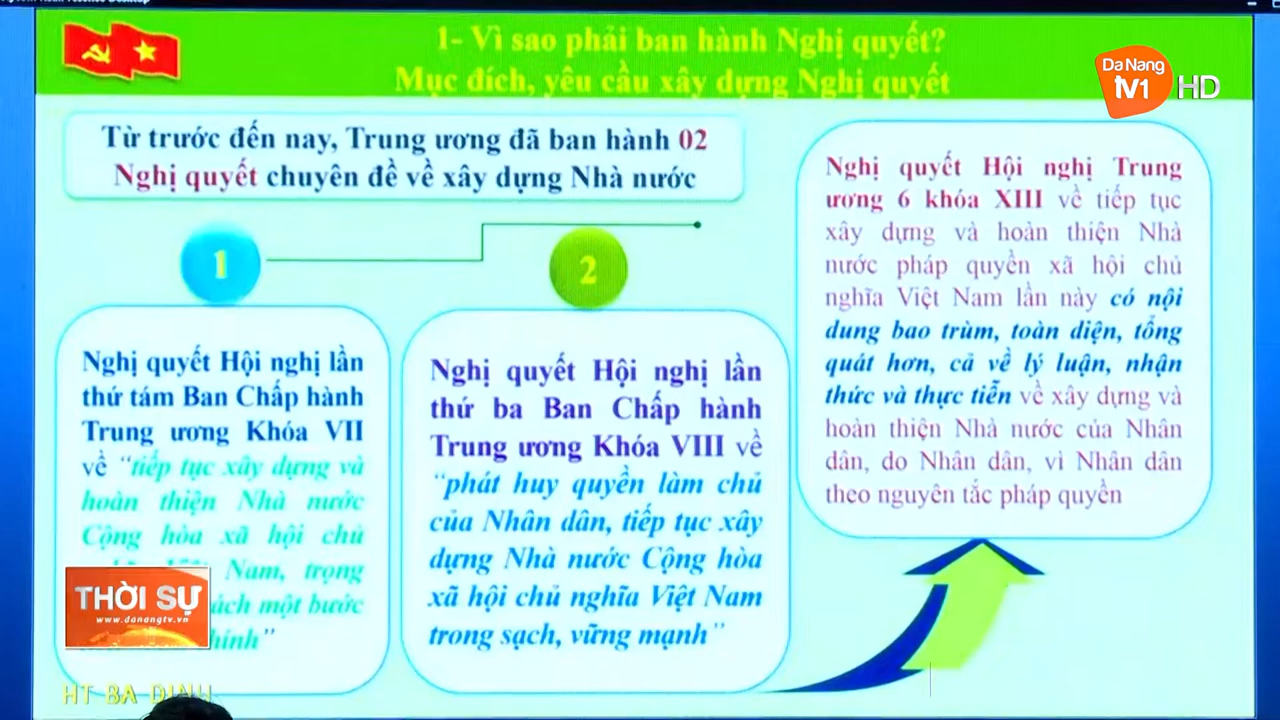 1- Vì sao phải ban hành Nghị quyết?
Mục đích, yêu cầu xây dựng Nghị quyết
Da Nang
tv1 HD
Từ trước đến nay, Trung ương đã ban hành 02
Nghị quyết chuyên đề về xây dựng Nhà nước
1
2
Nghị quyết Hội nghị lần
thứ tám Ban Chấp hành
Trung ương Khóa VII
về “tiếp tục xây dựng và
hoàn thiện Nhà nước
Cộng hòa xã hội chủ
Nam, trọng
một bước
”
Nghị quyết Hội nghị lần
thứ ba Ban Chấp hành
Trung ương Khóa VIII về
“phát huy quyền làm chủ
của Nhân dân, tiếp tục xây
dựng Nhà nước Cộng hòa
xã hội chủ nghĩa Việt Nam
trong sạch, vững mạnh”
Nghị quyết Hội nghị Trung
ương 6 khóa XIII về tiếp tục
xây dựng và hoàn thiện Nhà
nước pháp quyền xã hội chủ
nghĩa Việt Nam lần này có nội
dung bao trùm, toàn diện, tổng
quát hơn, cả về lý luận, nhận
thức và thực tiễn về xây dựng và
hoàn thiện Nhà nước của Nhân
dân, do Nhân dân, vì Nhân dân
theo nguyên tắc pháp quyền
THỜI SỰ
www.danangtv.vn
HT BA DINH